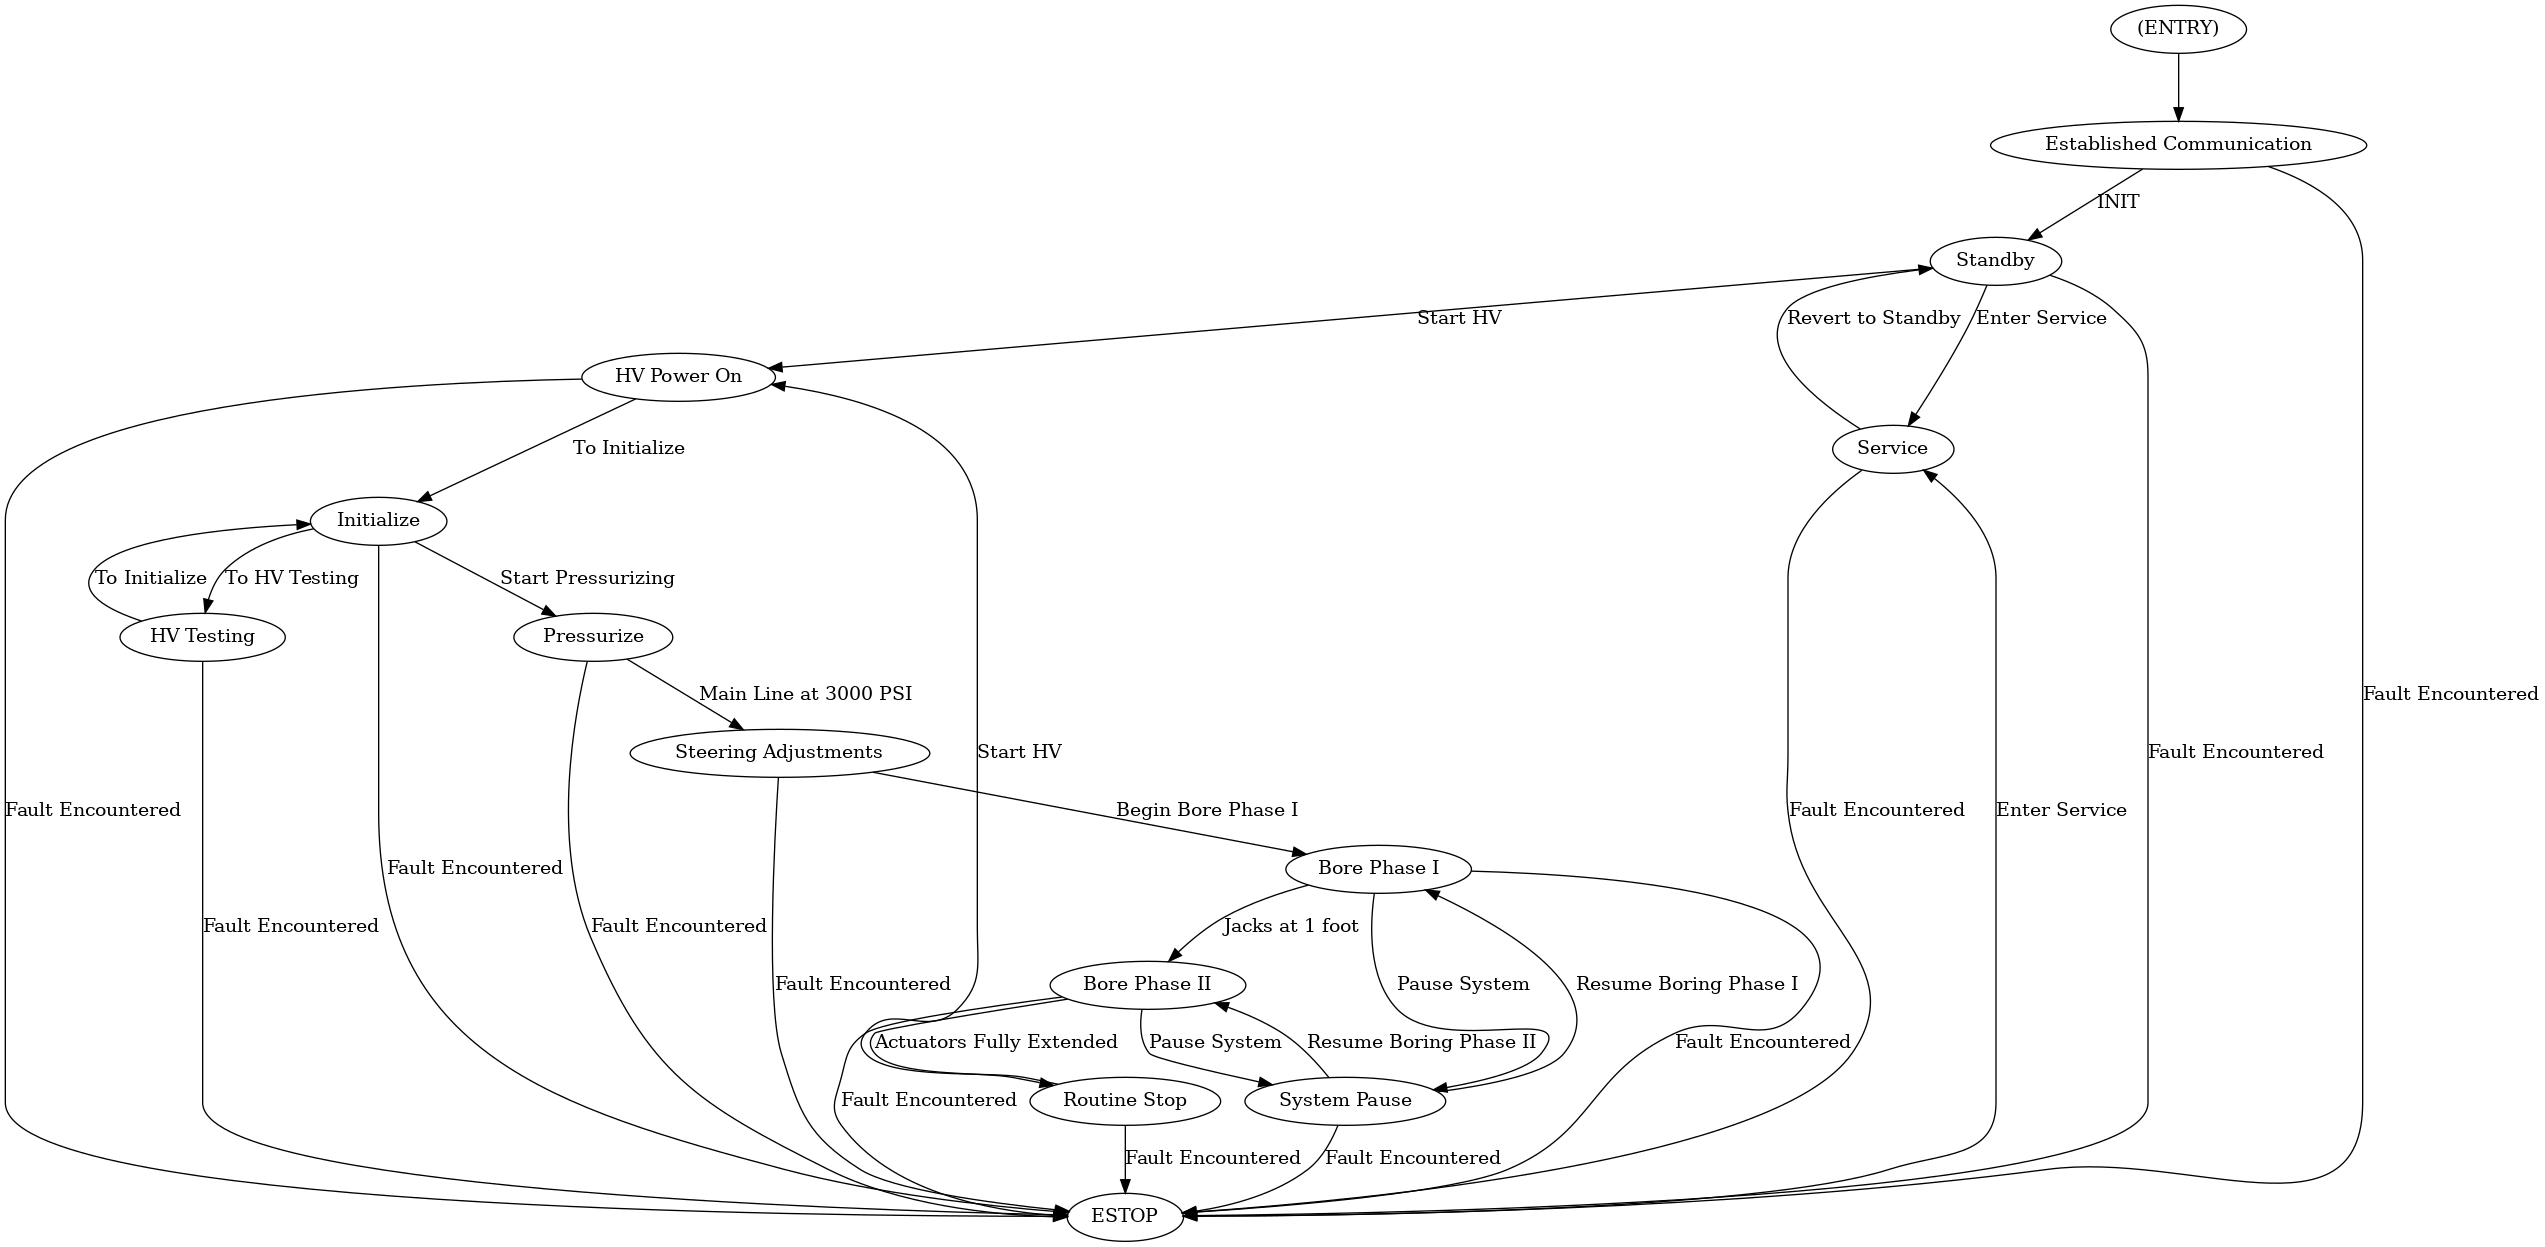 (ENTRY)
Established Communication
INIT
Standby
Start HV
Revert to Standby
Enter Service
HV Power On
To Initialize
Service
Initialize
To Initialize
To HV Testing
Start Pressurizing
HV Testing
Pressurize
Main Line at 3000 PSI
Fault Encountered
Steering Adjustments
Start HV
Fault Encountered
Fault Encountered
Begin Bore Phase I
Fault Encountered
Enter Service
Fault Encountered
Bore Phase I
Fault Encountered
Fault Encountered
Jacks at 1 foot
Fault Encountered
Bore Phase II
Pause System
Resume Boring Phase I
Actuators Fully Extended
Pause System
Resume Boring Phase II
Fault Encountered
Fault Encountered
Routine Stop
System Pause
Fault Encountered
Fault Encountered
ESTOP